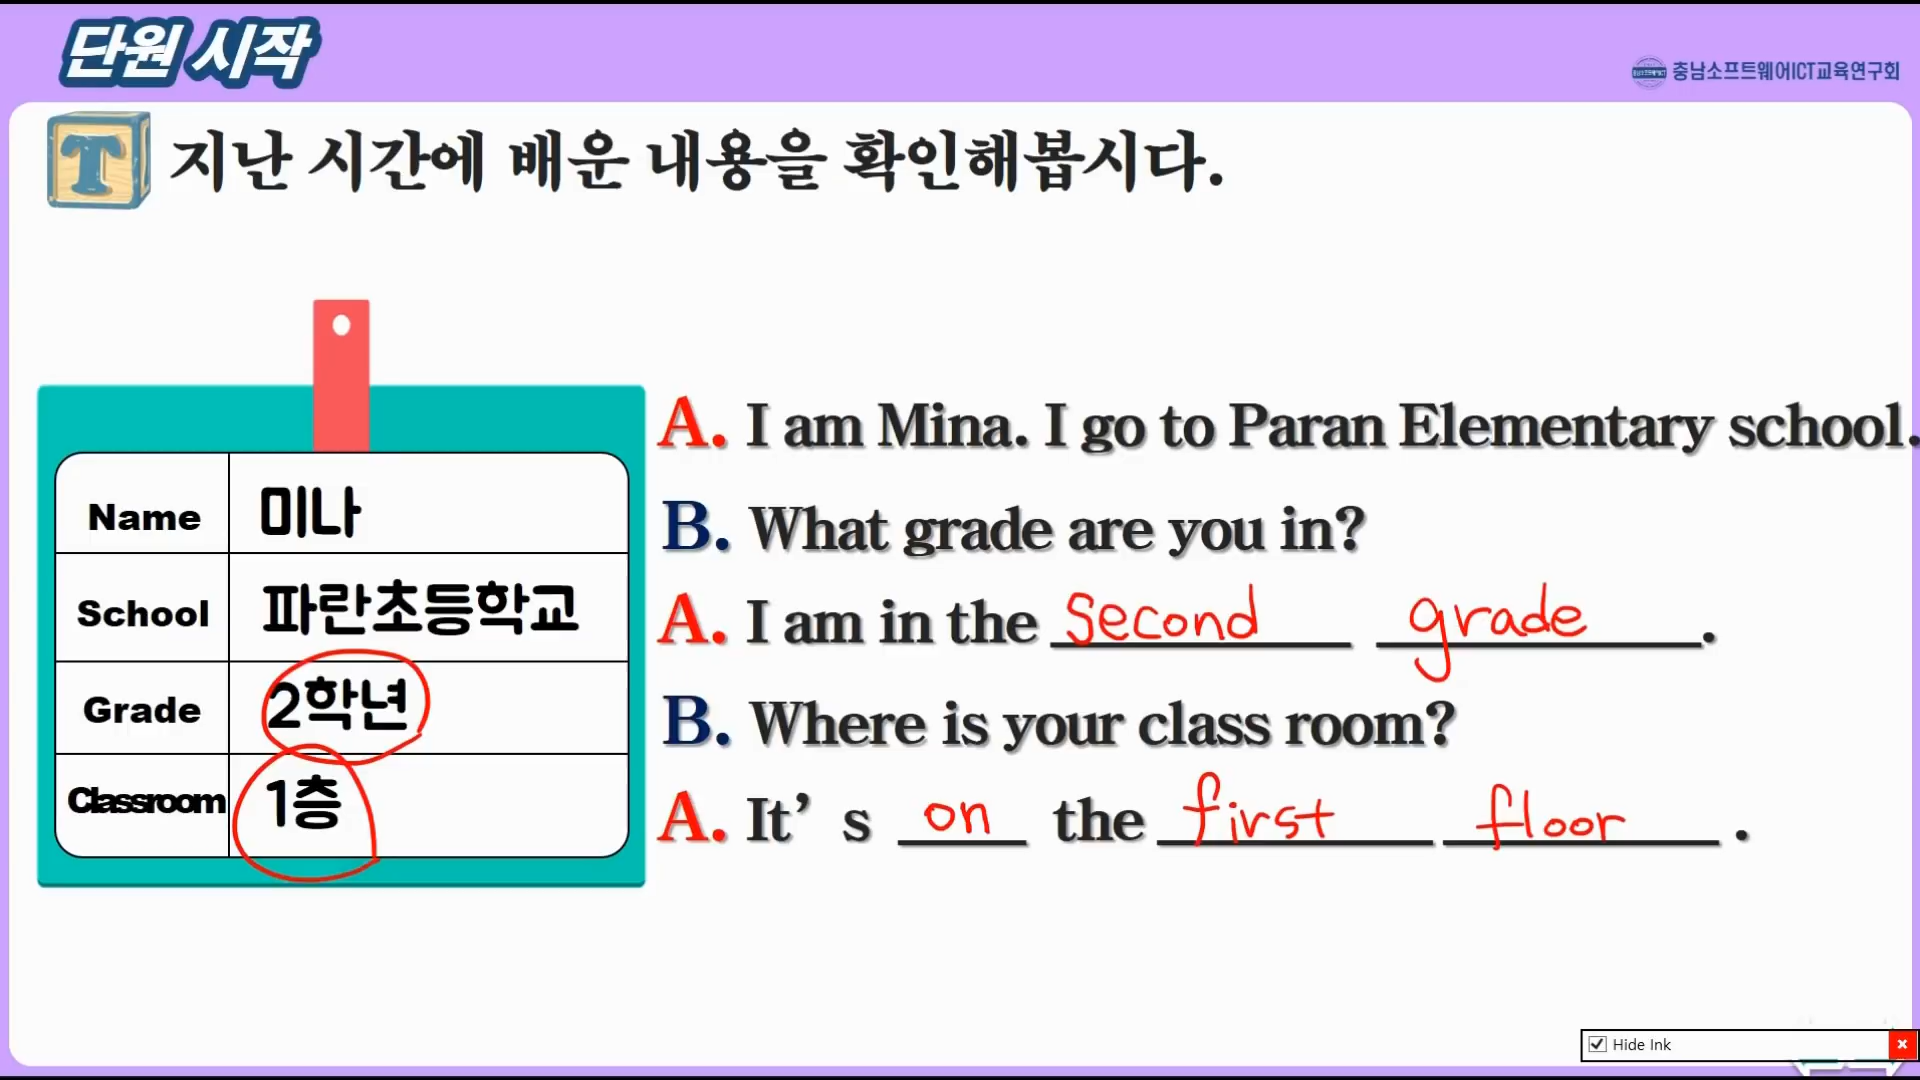 단원 시작
충남소프트웨어ICT교육연구회
T 지난 시간에 배운 내용을 확인해봅시다.
Name 미나
School 파란초등학교
Grade 2학년
Classroom 1층
A. I am Mina. I go to Paran Elementary school.
B. What grade are you in?
A. I am in the second grade.
B. Where is your class room?
A. It's on the first floor.
Hide Ink